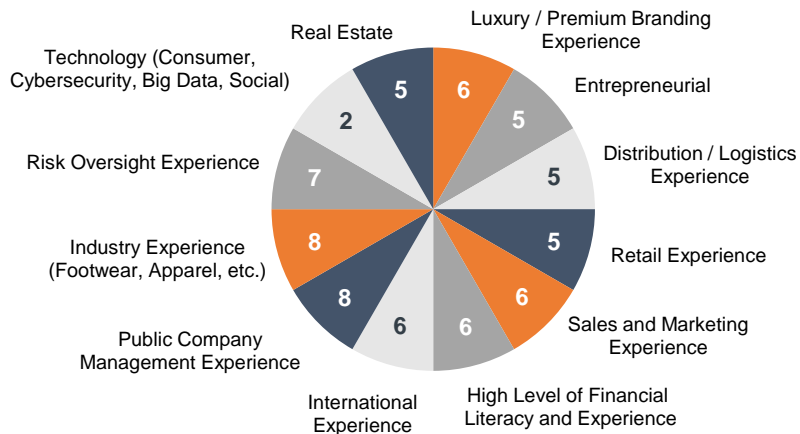 Luxury / Premium Branding
Experience
6
Entrepreneurial
5
Distribution / Logistics
Experience
5
Retail Experience
5
Sales and Marketing
Experience
6
High Level of Financial
Literacy and Experience
6
International
Experience
6
Public Company
Management Experience
8
Industry Experience
(Footwear, Apparel, etc.)
8
Risk Oversight Experience
7
Technology (Consumer,
Cybersecurity, Big Data, Social)
2
Real Estate
5